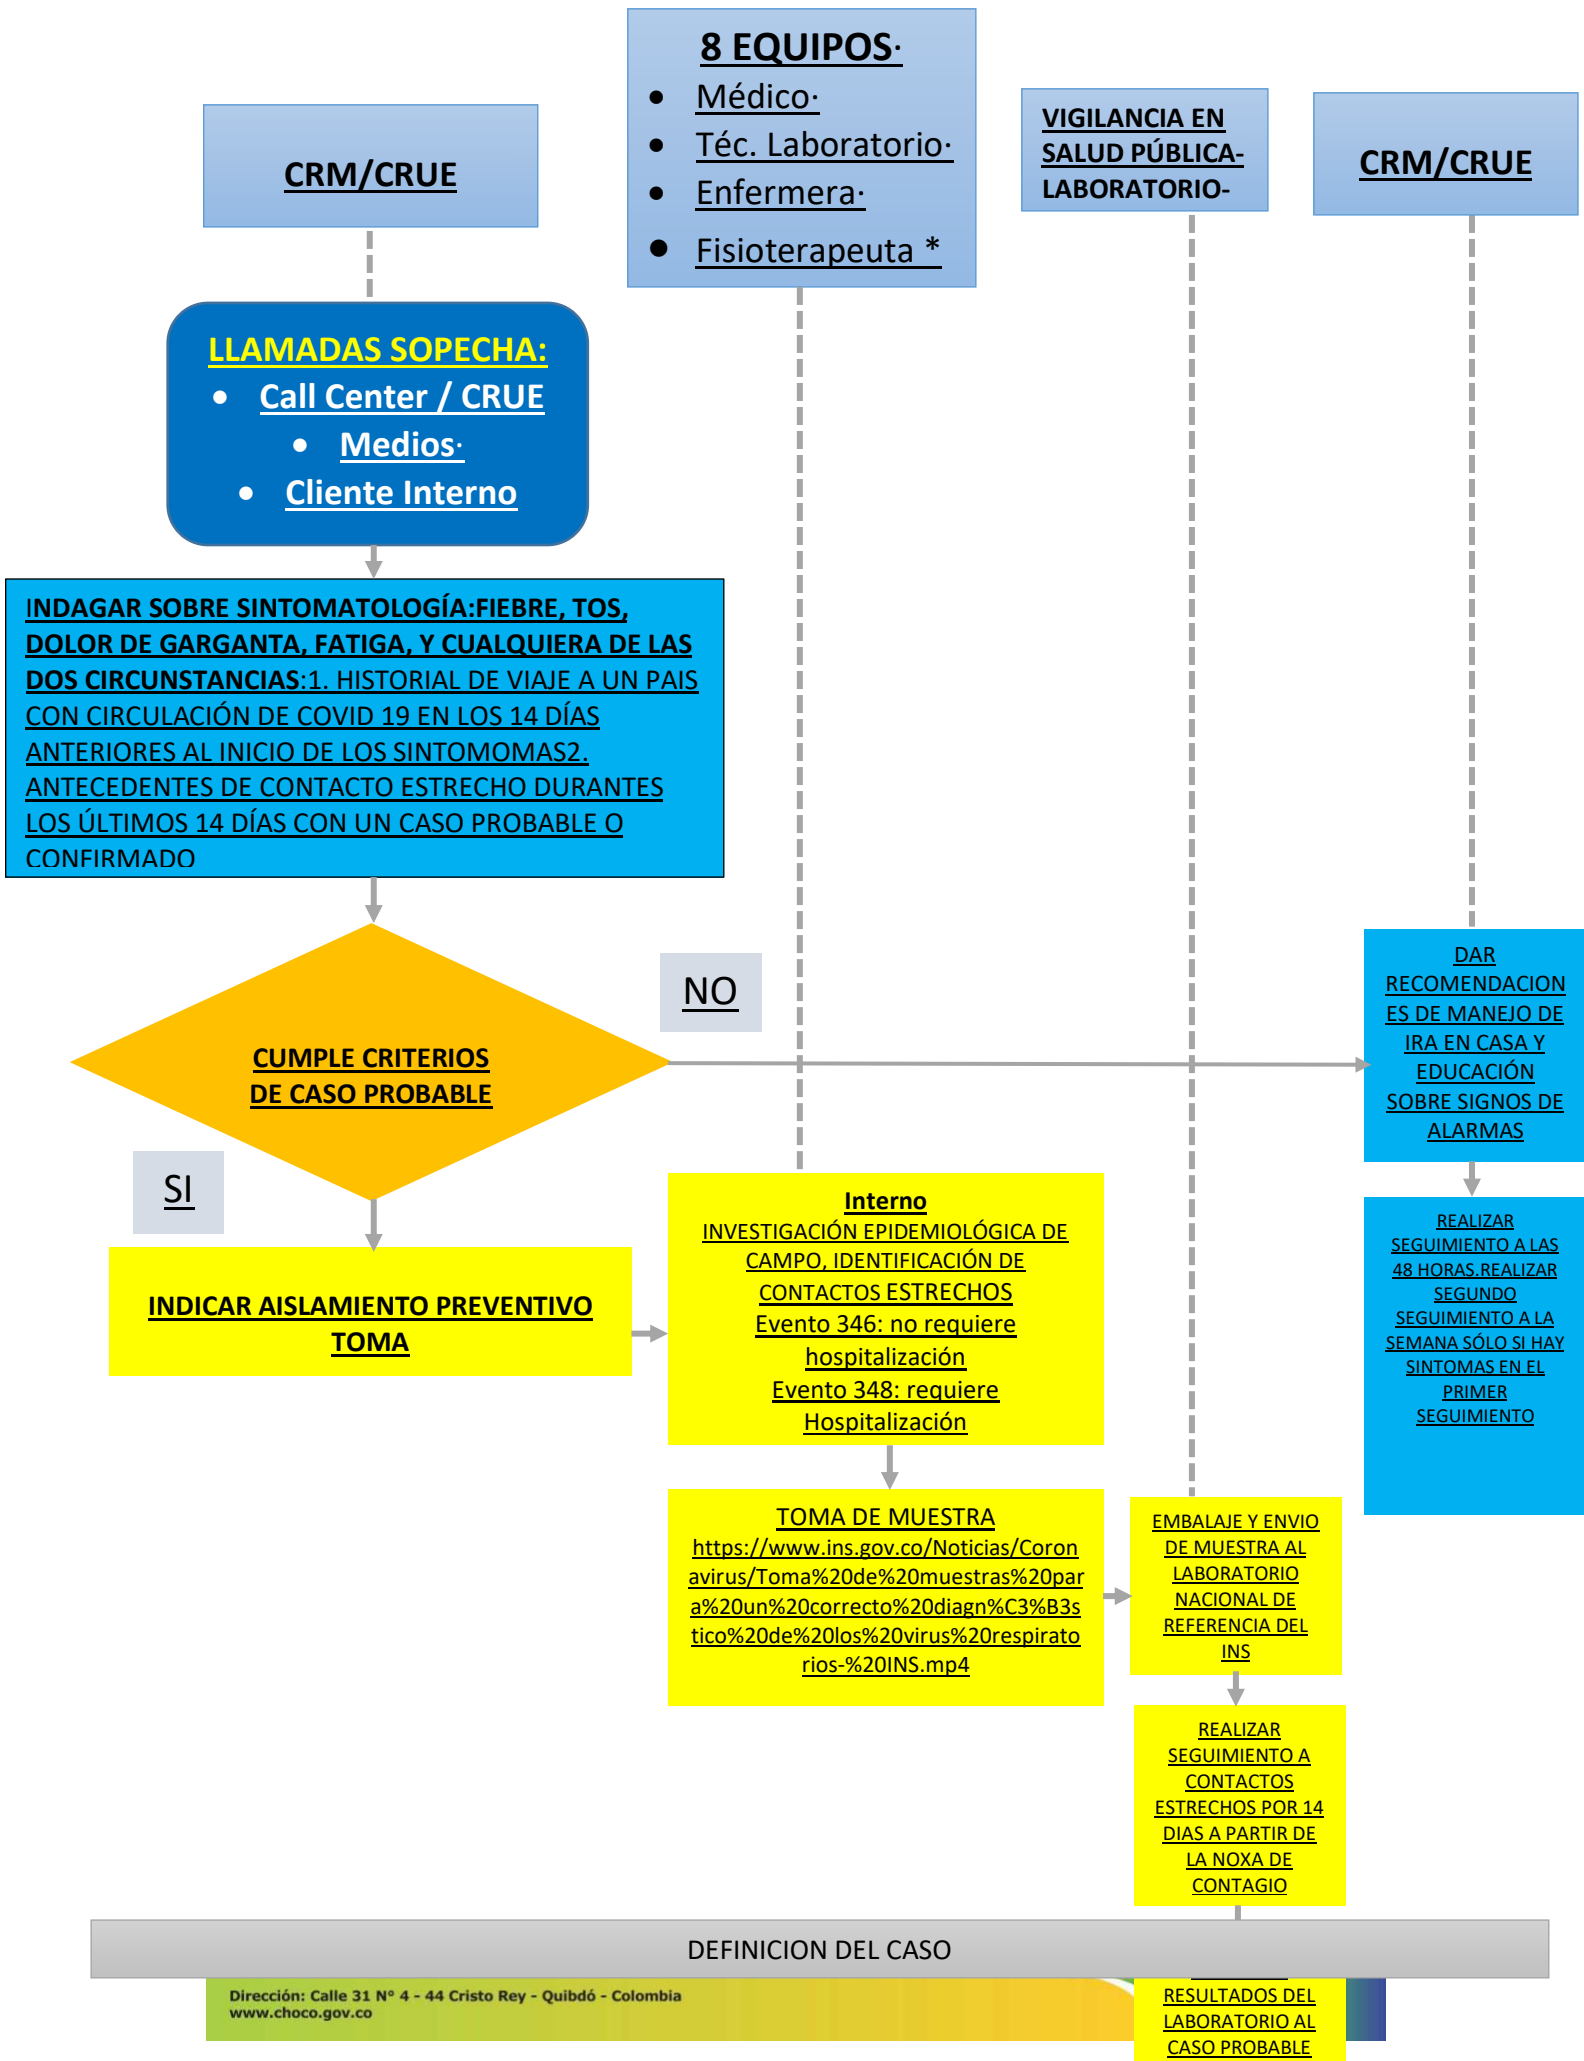 8 EQUIPOS·
• Médico·
• Téc. Laboratorio·
• Enfermera·
• Fisioterapeuta *
CRM/CRUE
VIGILANCIA EN
SALUD PÚBLICA-
LABORATORIO-
CRM/CRUE
LLAMADAS SOPECHA:
• Call Center / CRUE
• Medios·
• Cliente Interno
INDAGAR SOBRE SINTOMATOLOGÍA:FIEBRE, TOS,
DOLOR DE GARGANTA, FATIGA, Y CUALQUIERA DE LAS
DOS CIRCUNSTANCIAS:1. HISTORIAL DE VIAJE A UN PAIS
CON CIRCULACIÓN DE COVID 19 EN LOS 14 DÍAS
ANTERIORES AL INICIO DE LOS SINTOMOMAS2.
ANTECEDENTES DE CONTACTO ESTRECHO DURANTES
LOS ÚLTIMOS 14 DÍAS CON UN CASO PROBABLE O
CONFIRMADO
CUMPLE CRITERIOS
DE CASO PROBABLE
NO
SI
DAR
RECOMENDACION
ES DE MANEJO DE
IRA EN CASA Y
EDUCACIÓN
SOBRE SIGNOS DE
ALARMAS
REALIZAR
SEGUIMIENTO A LAS
48 HORAS.REALIZAR
SEGUNDO
SEGUIMIENTO A LA
SEMANA SÓLO SI HAY
SINTOMAS EN EL
PRIMER
SEGUIMIENTO
INDICAR AISLAMIENTO PREVENTIVO
TOMA
Interno
INVESTIGACIÓN EPIDEMIOLÓGICA DE
CAMPO, IDENTIFICACIÓN DE
CONTACTOS ESTRECHOS
Evento 346: no requiere
hospitalización
Evento 348: requiere
Hospitalización
TOMA DE MUESTRA
https://www.ins.gov.co/Noticias/Coron
avirus/Toma%20de%20muestras%20par
a%20un%20correcto%20diagn%C3%B3s
tico%20de%20los%20virus%20respirato
rios-%20INS.mp4
EMBALAJE Y ENVIO
DE MUESTRA AL
LABORATORIO
NACIONAL DE
REFERENCIA DEL
INS
REALIZAR
SEGUIMIENTO A
CONTACTOS
ESTRECHOS POR 14
DIAS A PARTIR DE
LA NOXA DE
CONTAGIO
DEFINICION DEL CASO
Dirección: Calle 31 N° 4 - 44 Cristo Rey - Quibdó - Colombia
www.choco.gov.co
RESULTADOS DEL
LABORATORIO AL
CASO PROBABLE